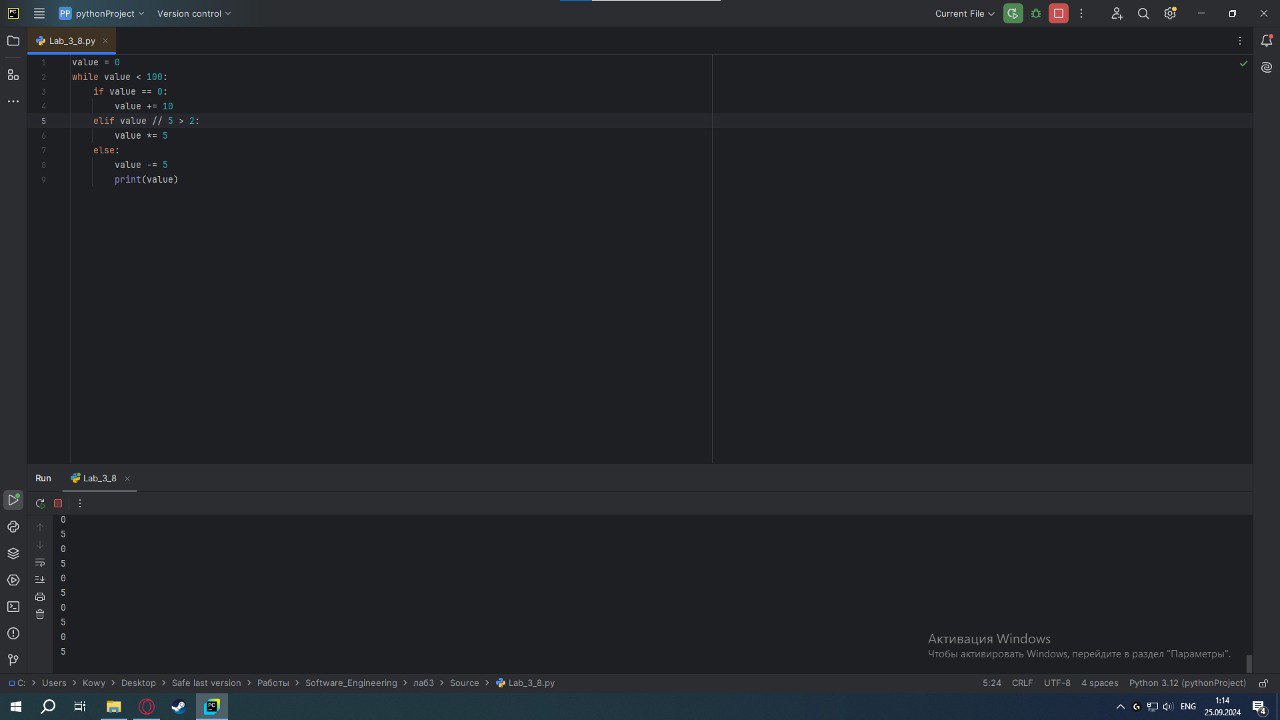 PC PP pythonProject Version control Current File
Lab_3_8.py
1 value = 0
2 while value < 100:
3 if value == 0:
4 value += 10
5 elif value // 5 > 2:
6 value *= 5
7 else:
8 value -= 5
9 print(value)
Run Lab_3_8
0
5
0
5
0
5
0
5
0
5
Активация Windows
Чтобы активировать Windows, перейдите в раздел "Параметры".
C: > Users > Kowy > Desktop > Safe last version > Работы > Software_Engineering > лаб3 > Source > Lab_3_8.py 5:24 CRLF UTF-8 4 spaces Python 3.12 (pythonProject)
ENG 1:14
25.09.2024